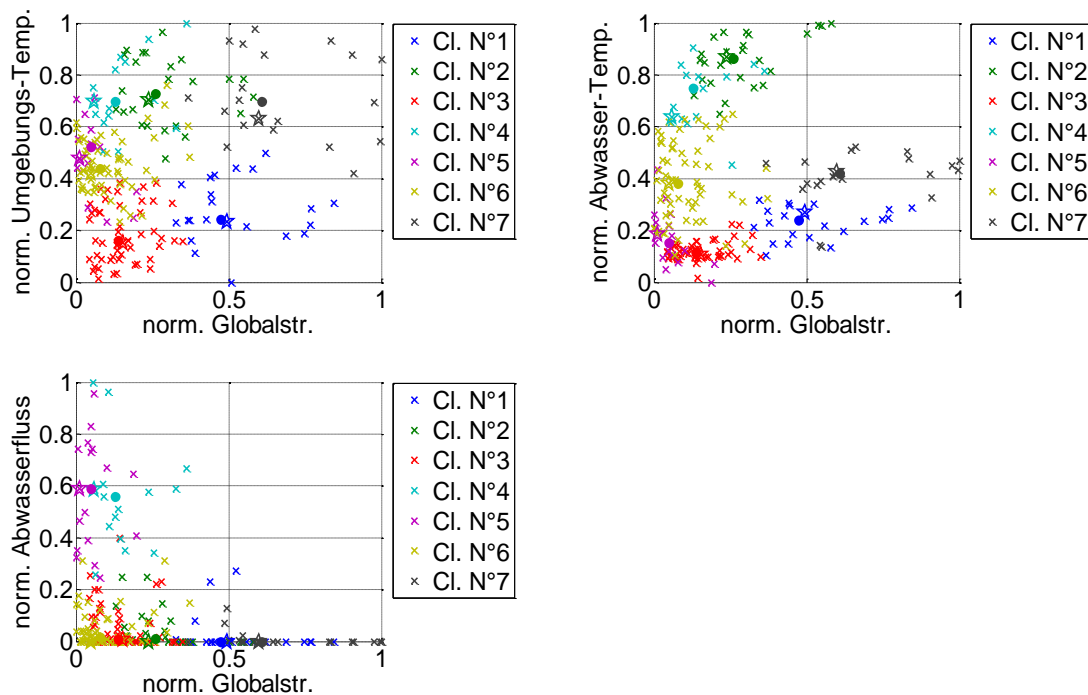 norm. Umgebungs-Temp.
1
0.8
0.6
0.4
0.2
0
0
0.5
1
norm. Globalstr.
Cl. N°1
Cl. N°2
Cl. N°3
Cl. N°4
Cl. N°5
Cl. N°6
Cl. N°7
norm. Abwasser-Temp.
1
0.8
0.6
0.4
0.2
0
0
0.5
1
norm. Globalstr.
Cl. N°1
Cl. N°2
Cl. N°3
Cl. N°4
Cl. N°5
Cl. N°6
Cl. N°7
norm. Abwasserfluss
1
0.8
0.6
0.4
0.2
0
0
0.5
1
norm. Globalstr.
Cl. N°1
Cl. N°2
Cl. N°3
Cl. N°4
Cl. N°5
Cl. N°6
Cl. N°7